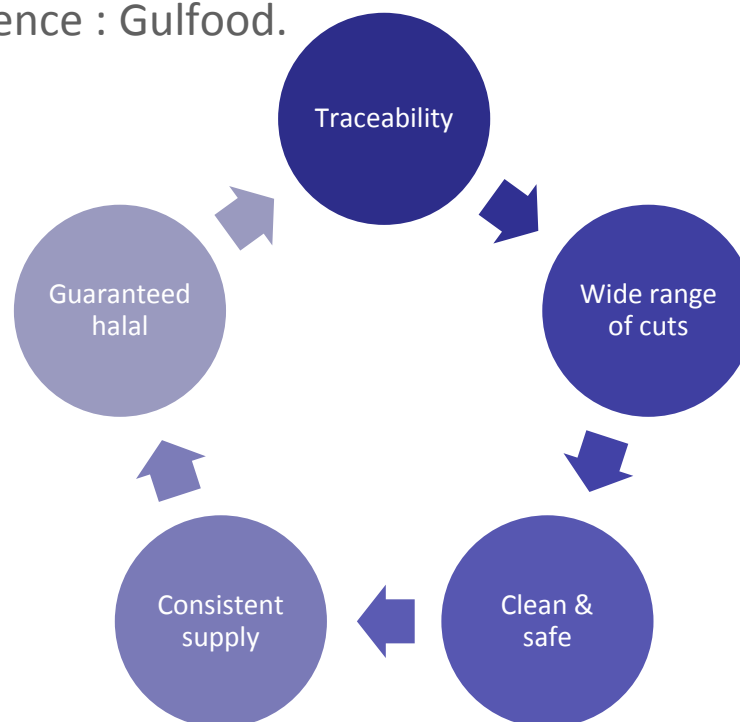 ence : Gulfood.
Traceability
Wide range
of cuts
Clean &
safe
Consistent
supply
Guaranteed
halal